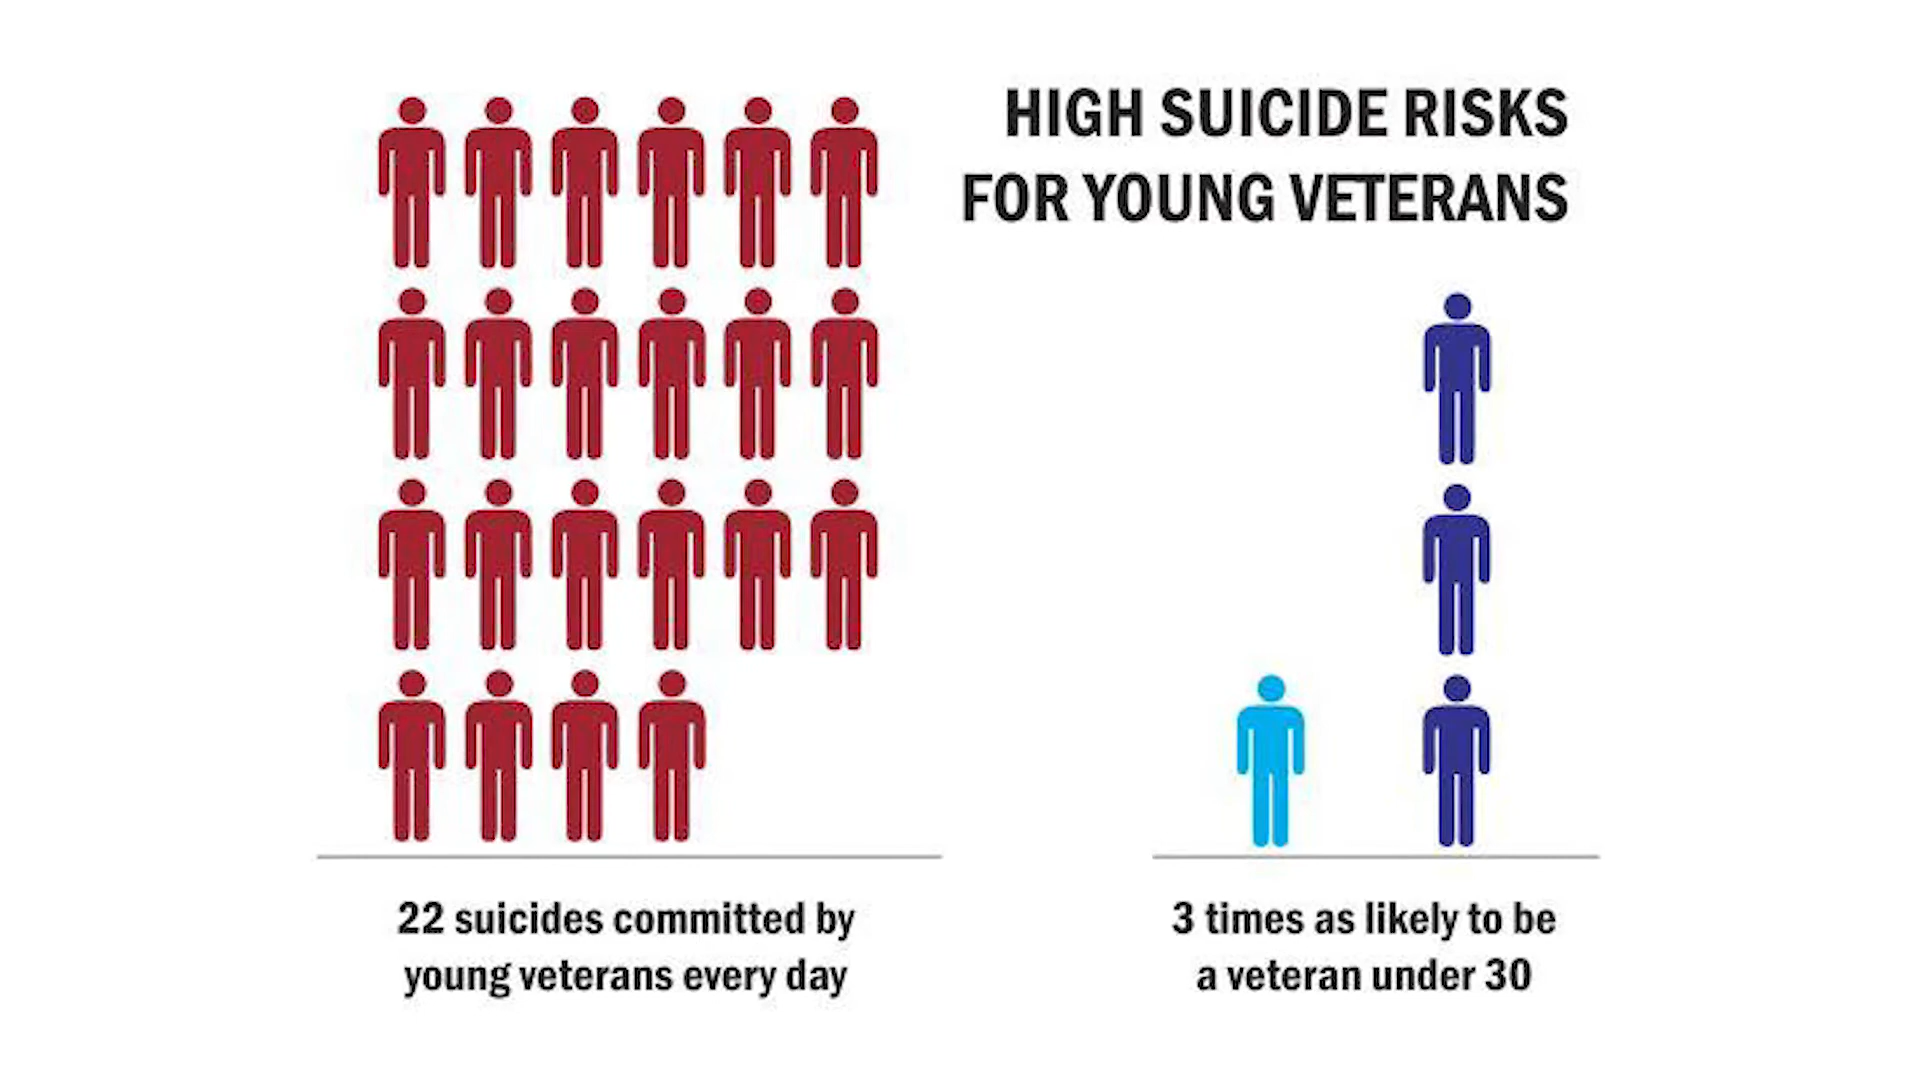 HIGH SUICIDE RISKS
FOR YOUNG VETERANS
22 suicides committed by
young veterans every day
3 times as likely to be
a veteran under 30